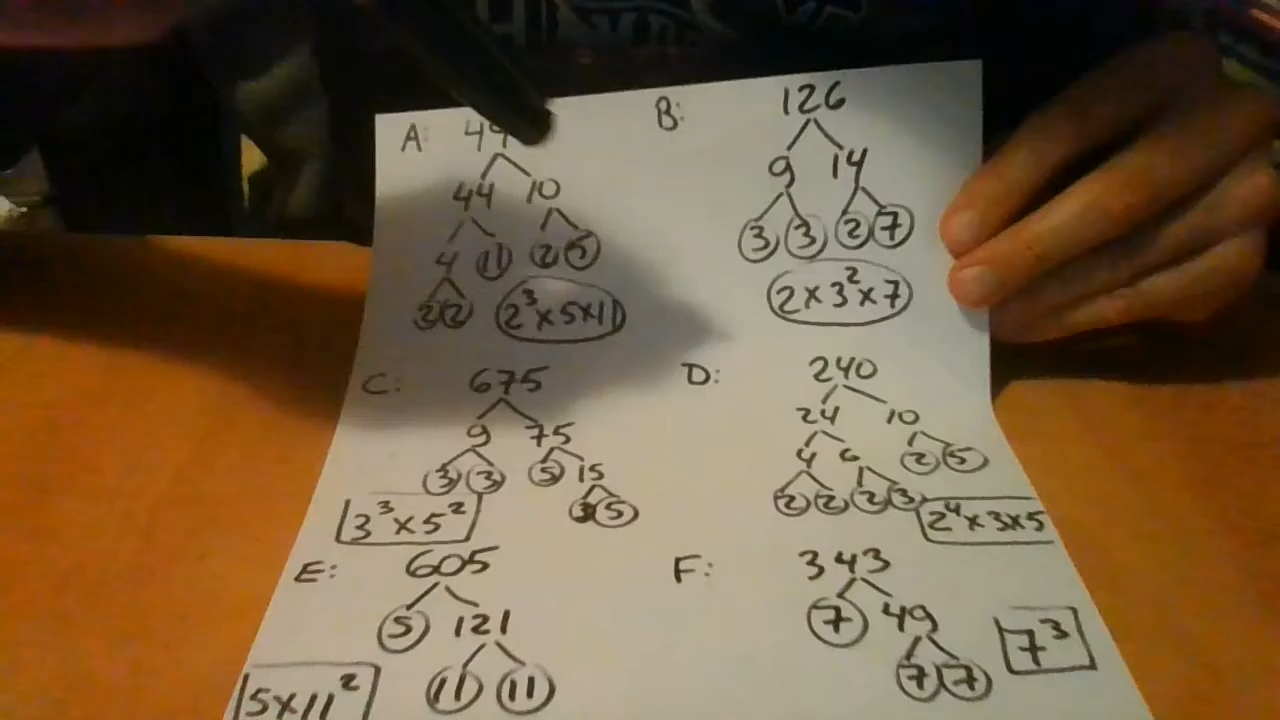 A:
44 10
4 11 2 5
2 2 2³×5×11
B: 126
9 14
3 3 2 7
2×3²×7
C: 675
9 75
3 3 5 15
3 5
3³×5²
D: 240
24 10
4 6 2 5
2 2 2 3
2⁴×3×5
E: 605
5 121
11 11
5×11²
F: 343
7 49
7 7
7³